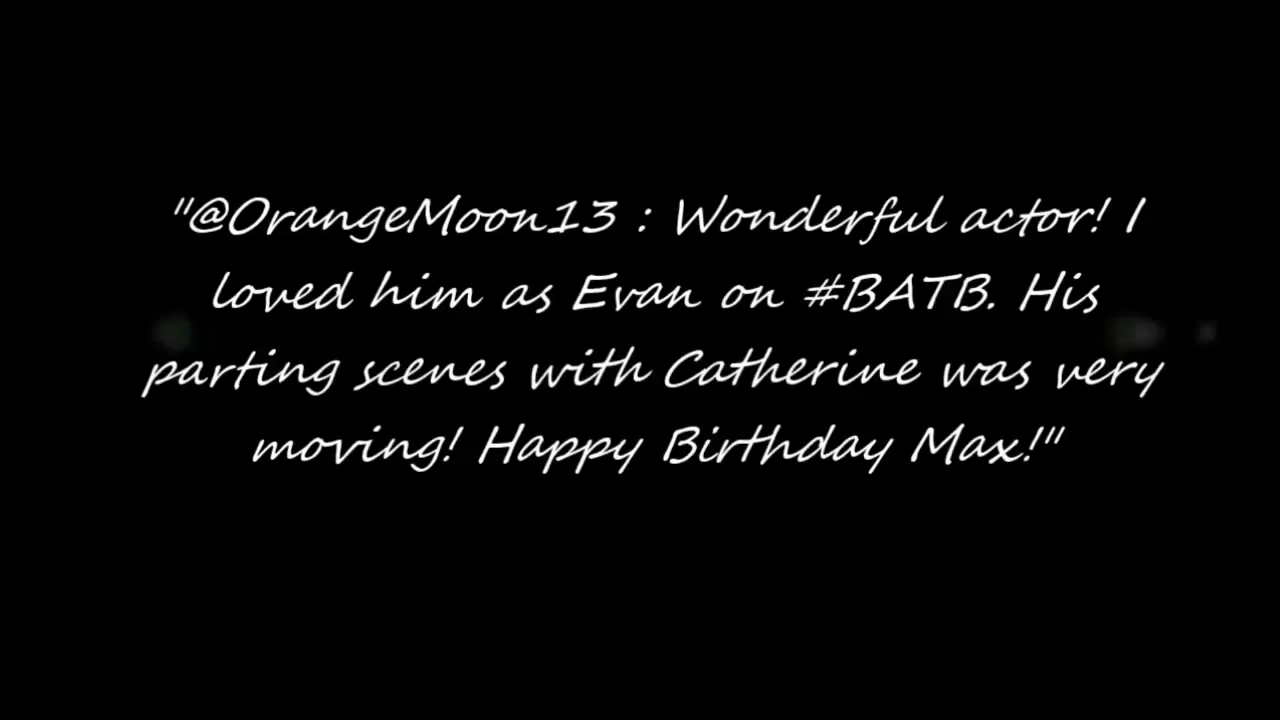 "@OrangeMoon13 : Wonderful actor! I
loved him as Evan on #BATB. His
parting scenes with Catherine was very
moving! Happy Birthday Max!"